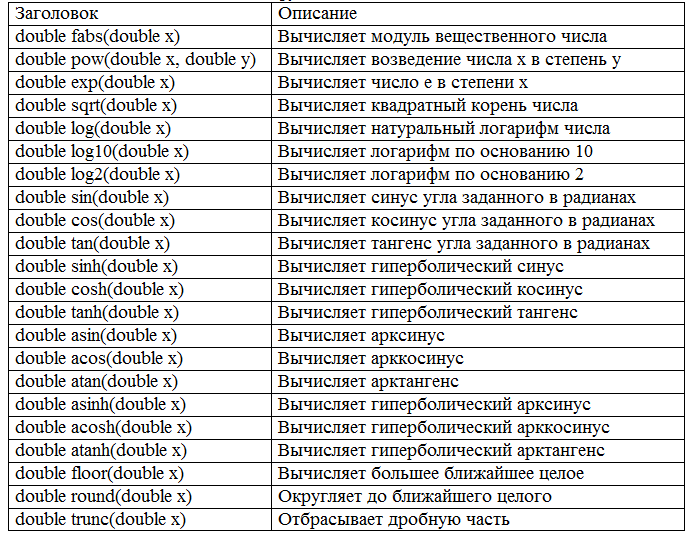 Заголовок Описание
double fabs(double x) Вычисляет модуль вещественного числа
double pow(double x, double y) Вычисляет возведение числа x в степень y
double exp(double x) Вычисляет число e в степени x
double sqrt(double x) Вычисляет квадратный корень числа
double log(double x) Вычисляет натуральный логарифм числа
double log10(double x) Вычисляет логарифм по основанию 10
double log2(double x) Вычисляет логарифм по основанию 2
double sin(double x) Вычисляет синус угла заданного в радианах
double cos(double x) Вычисляет косинус угла заданного в радианах
double tan(double x) Вычисляет тангенс угла заданного в радианах
double sinh(double x) Вычисляет гиперболический синус
double cosh(double x) Вычисляет гиперболический косинус
double tanh(double x) Вычисляет гиперболический тангенс
double asin(double x) Вычисляет арксинус
double acos(double x) Вычисляет арккосинус
double atan(double x) Вычисляет арктангенс
double asinh(double x) Вычисляет гиперболический арксинус
double acosh(double x) Вычисляет гиперболический арккосинус
double atanh(double x) Вычисляет гиперболический арктангенс
double floor(double x) Вычисляет большее ближайшее целое
double round(double x) Округляет до ближайшего целого
double trunc(double x) Отбрасывает дробную часть